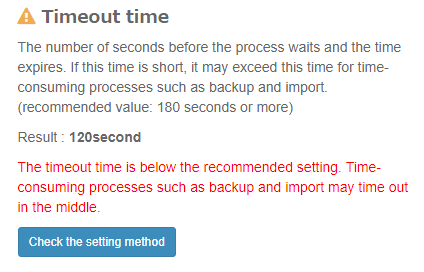 Timeout time
The number of seconds before the process waits and the time
expires. If this time is short, it may exceed this time for time-
consuming processes such as backup and import.
(recommended value: 180 seconds or more)
Result : 120second
The timeout time is below the recommended setting. Time-
consuming processes such as backup and import may time out
in the middle.
Check the setting method